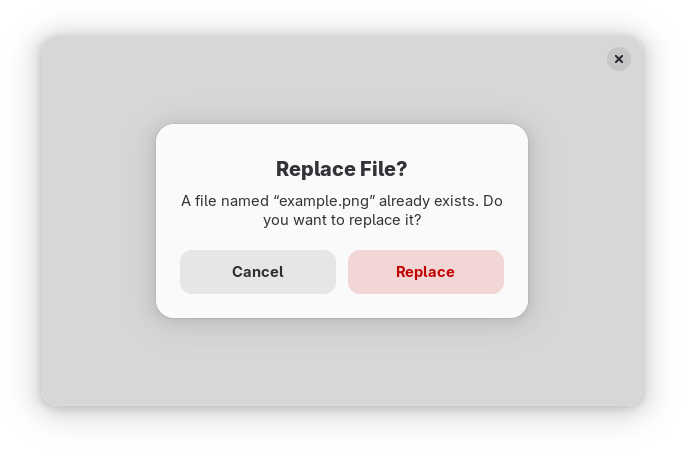 Replace File?
A file named “example.png” already exists. Do
you want to replace it?
Cancel
Replace